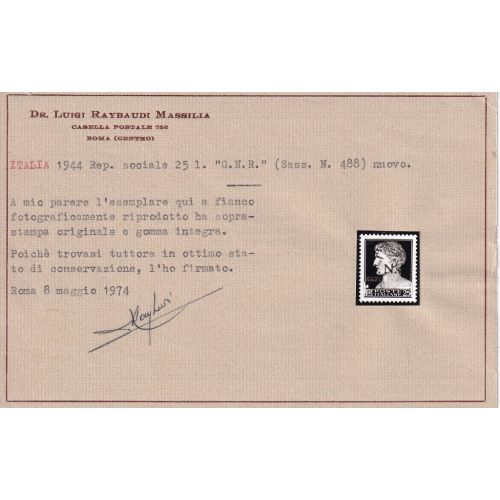 DR. LUIGI RAYBAUDI MASSILIA
CASELLA POSTALE 756
ROMA (CENTRO)
ITALIA 1944 Rep. sociale 25 l. "G.N.R." (Sass. N. 488) nuovo.
A mio parere l'esemplare qui a fianco
fotograficamente riprodotto ha sopra-
stampa originale e gomma integra.
Poichè trovasi tuttora in ottimo sta-
to di conservazione, l'ho firmato.
Roma 8 maggio 1974